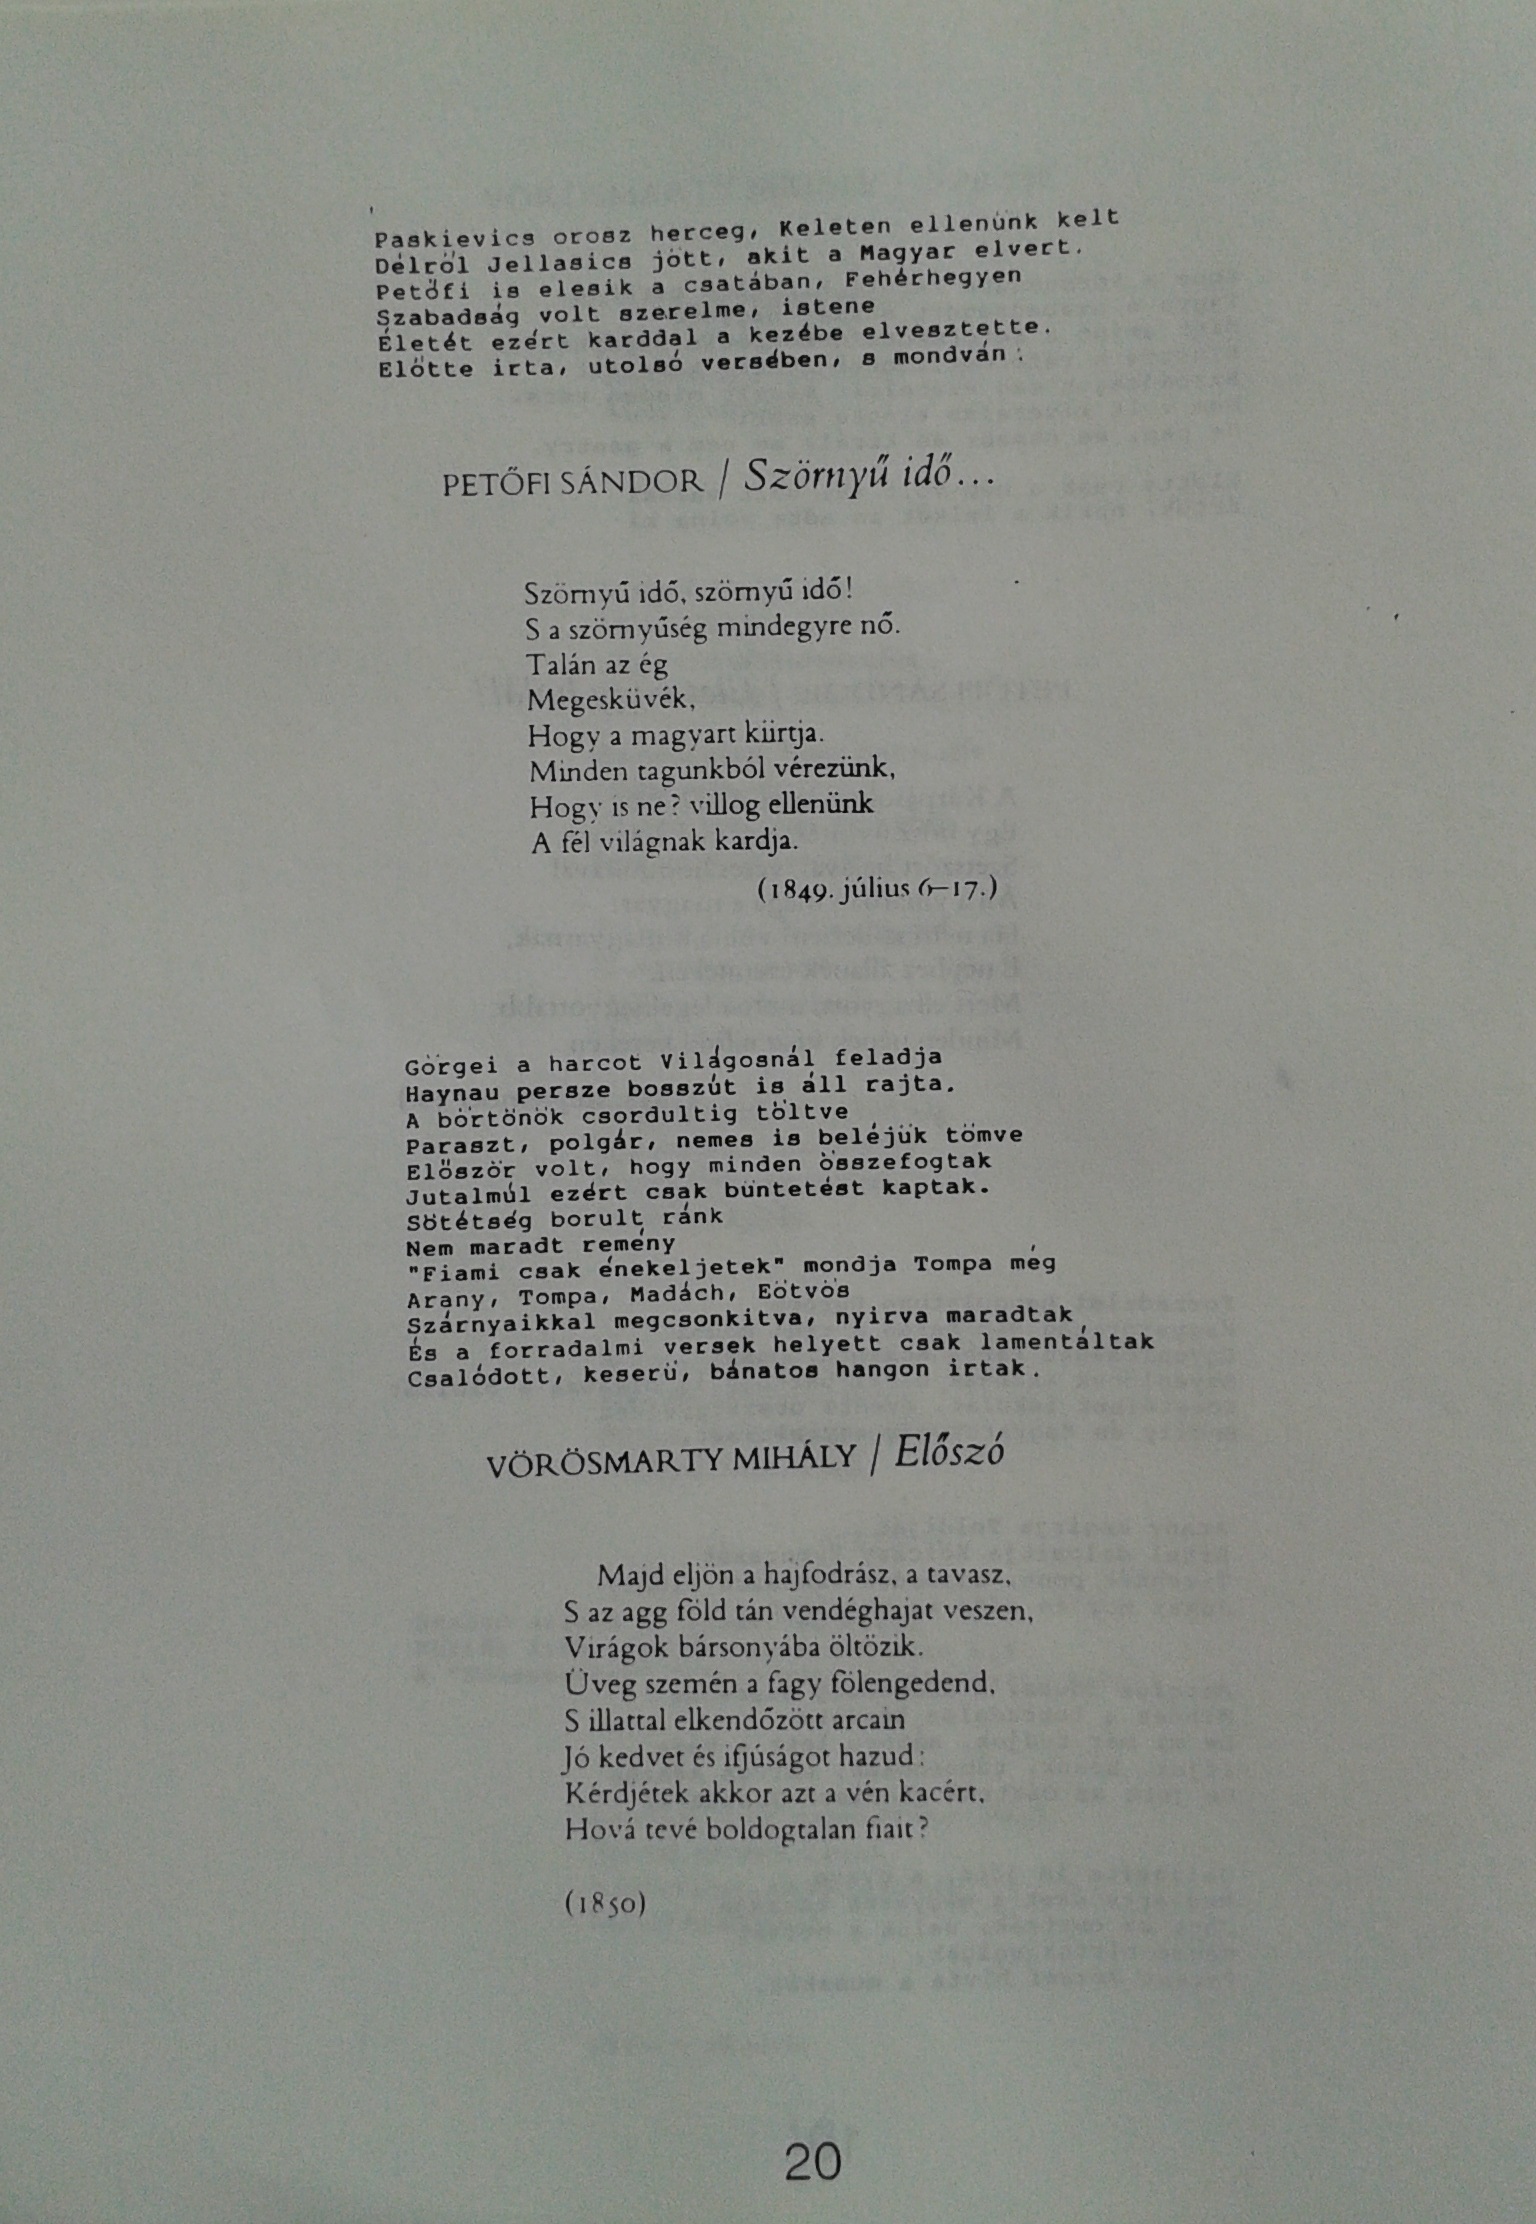 Paskievics orosz herceg, Keleten ellenünk kelt
Délről Jellasics jött, akit a Magyar elvert.
Petőfi is elesik a csatában, Fehérhegyen
Szabadság volt szerelme, istene
Életét ezért karddal a kezébe elvesztette.
Előtte irta, utolsó versében, s mondván:
PETŐFI SÁNDOR / Szörnyű idő...
Szörnyű idő, szörnyű idő!
S a szörnyűség mindegyre nő.
Talán az ég
Megesküvék,
Hogy a magyart kiirtja.
Minden tagunkból vérezünk,
Hogy is ne? villog ellenünk
A fél világnak kardja.
(1849. július 6–17.)
Görgei a harcot Világosnál feladja
Haynau persze bosszút is áll rajta.
A börtönök csordultig töltve
Paraszt, polgár, nemes is beléjük tömve
Először volt, hogy minden összefogtak
Jutalmúl ezért csak büntetést kaptak.
Sötétség borult ránk
Nem maradt remény
"Fiami csak énekeljetek" mondja Tompa még
Arany, Tompa, Madách, Eötvös
Szárnyaikkal megcsonkitva, nyirva maradtak
És a forradalmi versek helyett csak lamentáltak
Csalódott, keserü, bánatos hangon irtak.
VÖRÖSMARTY MIHÁLY / Előszó
Majd eljön a hajfodrász, a tavasz,
S az agg föld tán vendéghajat veszen,
Virágok bársonyába öltözik.
Üveg szemén a fagy fölengedend,
S illattal elkendőzött arcain
Jó kedvet és ifjúságot hazud:
Kérdjétek akkor azt a vén kacért,
Hová tevé boldogtalan fiait?
(1850)
20